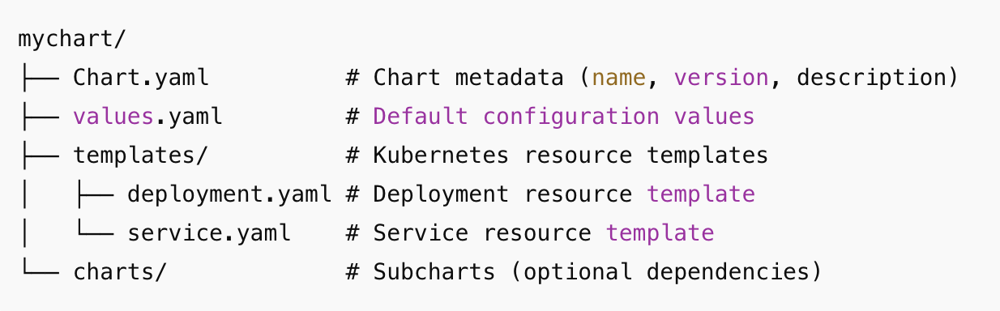 mychart/
├── Chart.yaml          # Chart metadata (name, version, description)
├── values.yaml         # Default configuration values
├── templates/          # Kubernetes resource templates
│   ├── deployment.yaml # Deployment resource template
│   └── service.yaml    # Service resource template
└── charts/             # Subcharts (optional dependencies)